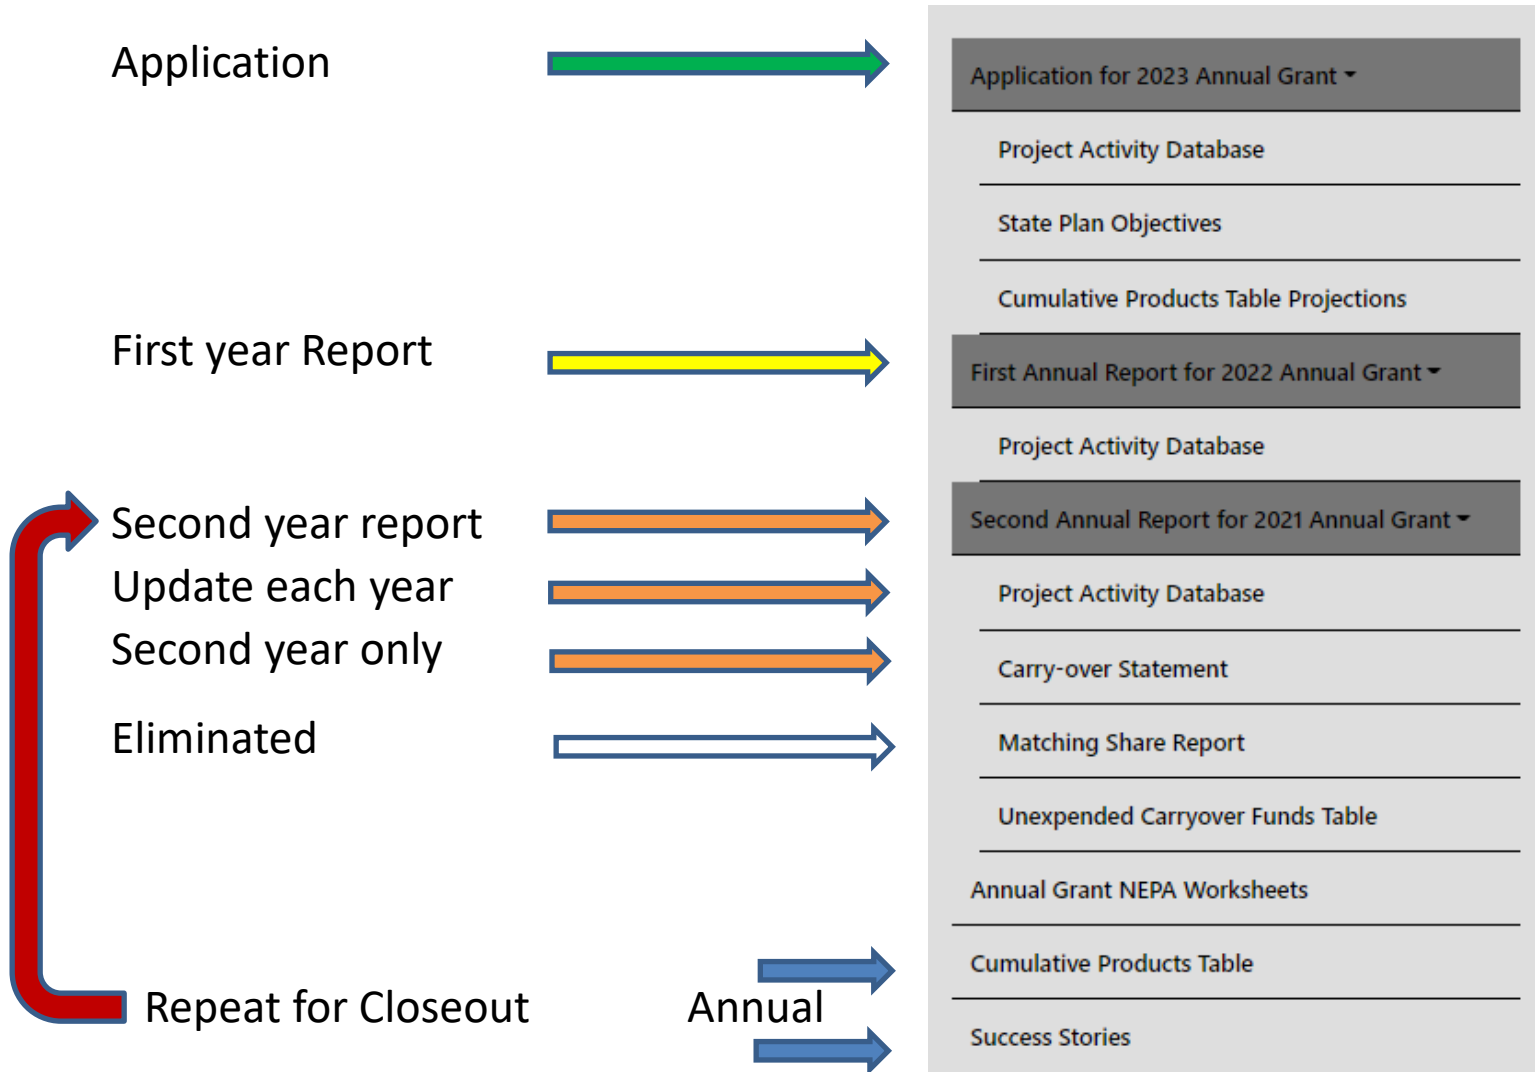 Application
Application for 2023 Annual Grant
Project Activity Database
State Plan Objectives
Cumulative Products Table Projections
First year Report
First Annual Report for 2022 Annual Grant
Project Activity Database
Second year report
Second Annual Report for 2021 Annual Grant
Update each year
Project Activity Database
Second year only
Carry-over Statement
Eliminated
Matching Share Report
Unexpended Carryover Funds Table
Annual Grant NEPA Worksheets
Cumulative Products Table
Repeat for Closeout
Annual
Success Stories